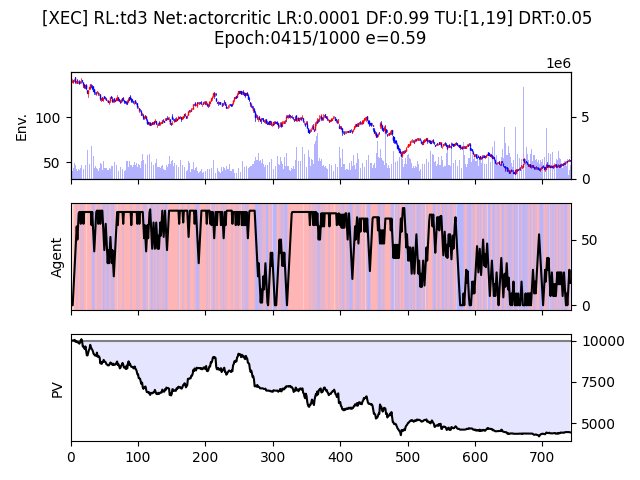 [XEC] RL:td3 Net:actorcritic LR:0.0001 DF:0.99 TU:[1,19] DRT:0.05
Epoch:0415/1000 e=0.59
1e6
Env.
100
50
5
0
Agent
50
0
PV
10000
7500
5000
0 100 200 300 400 500 600 700